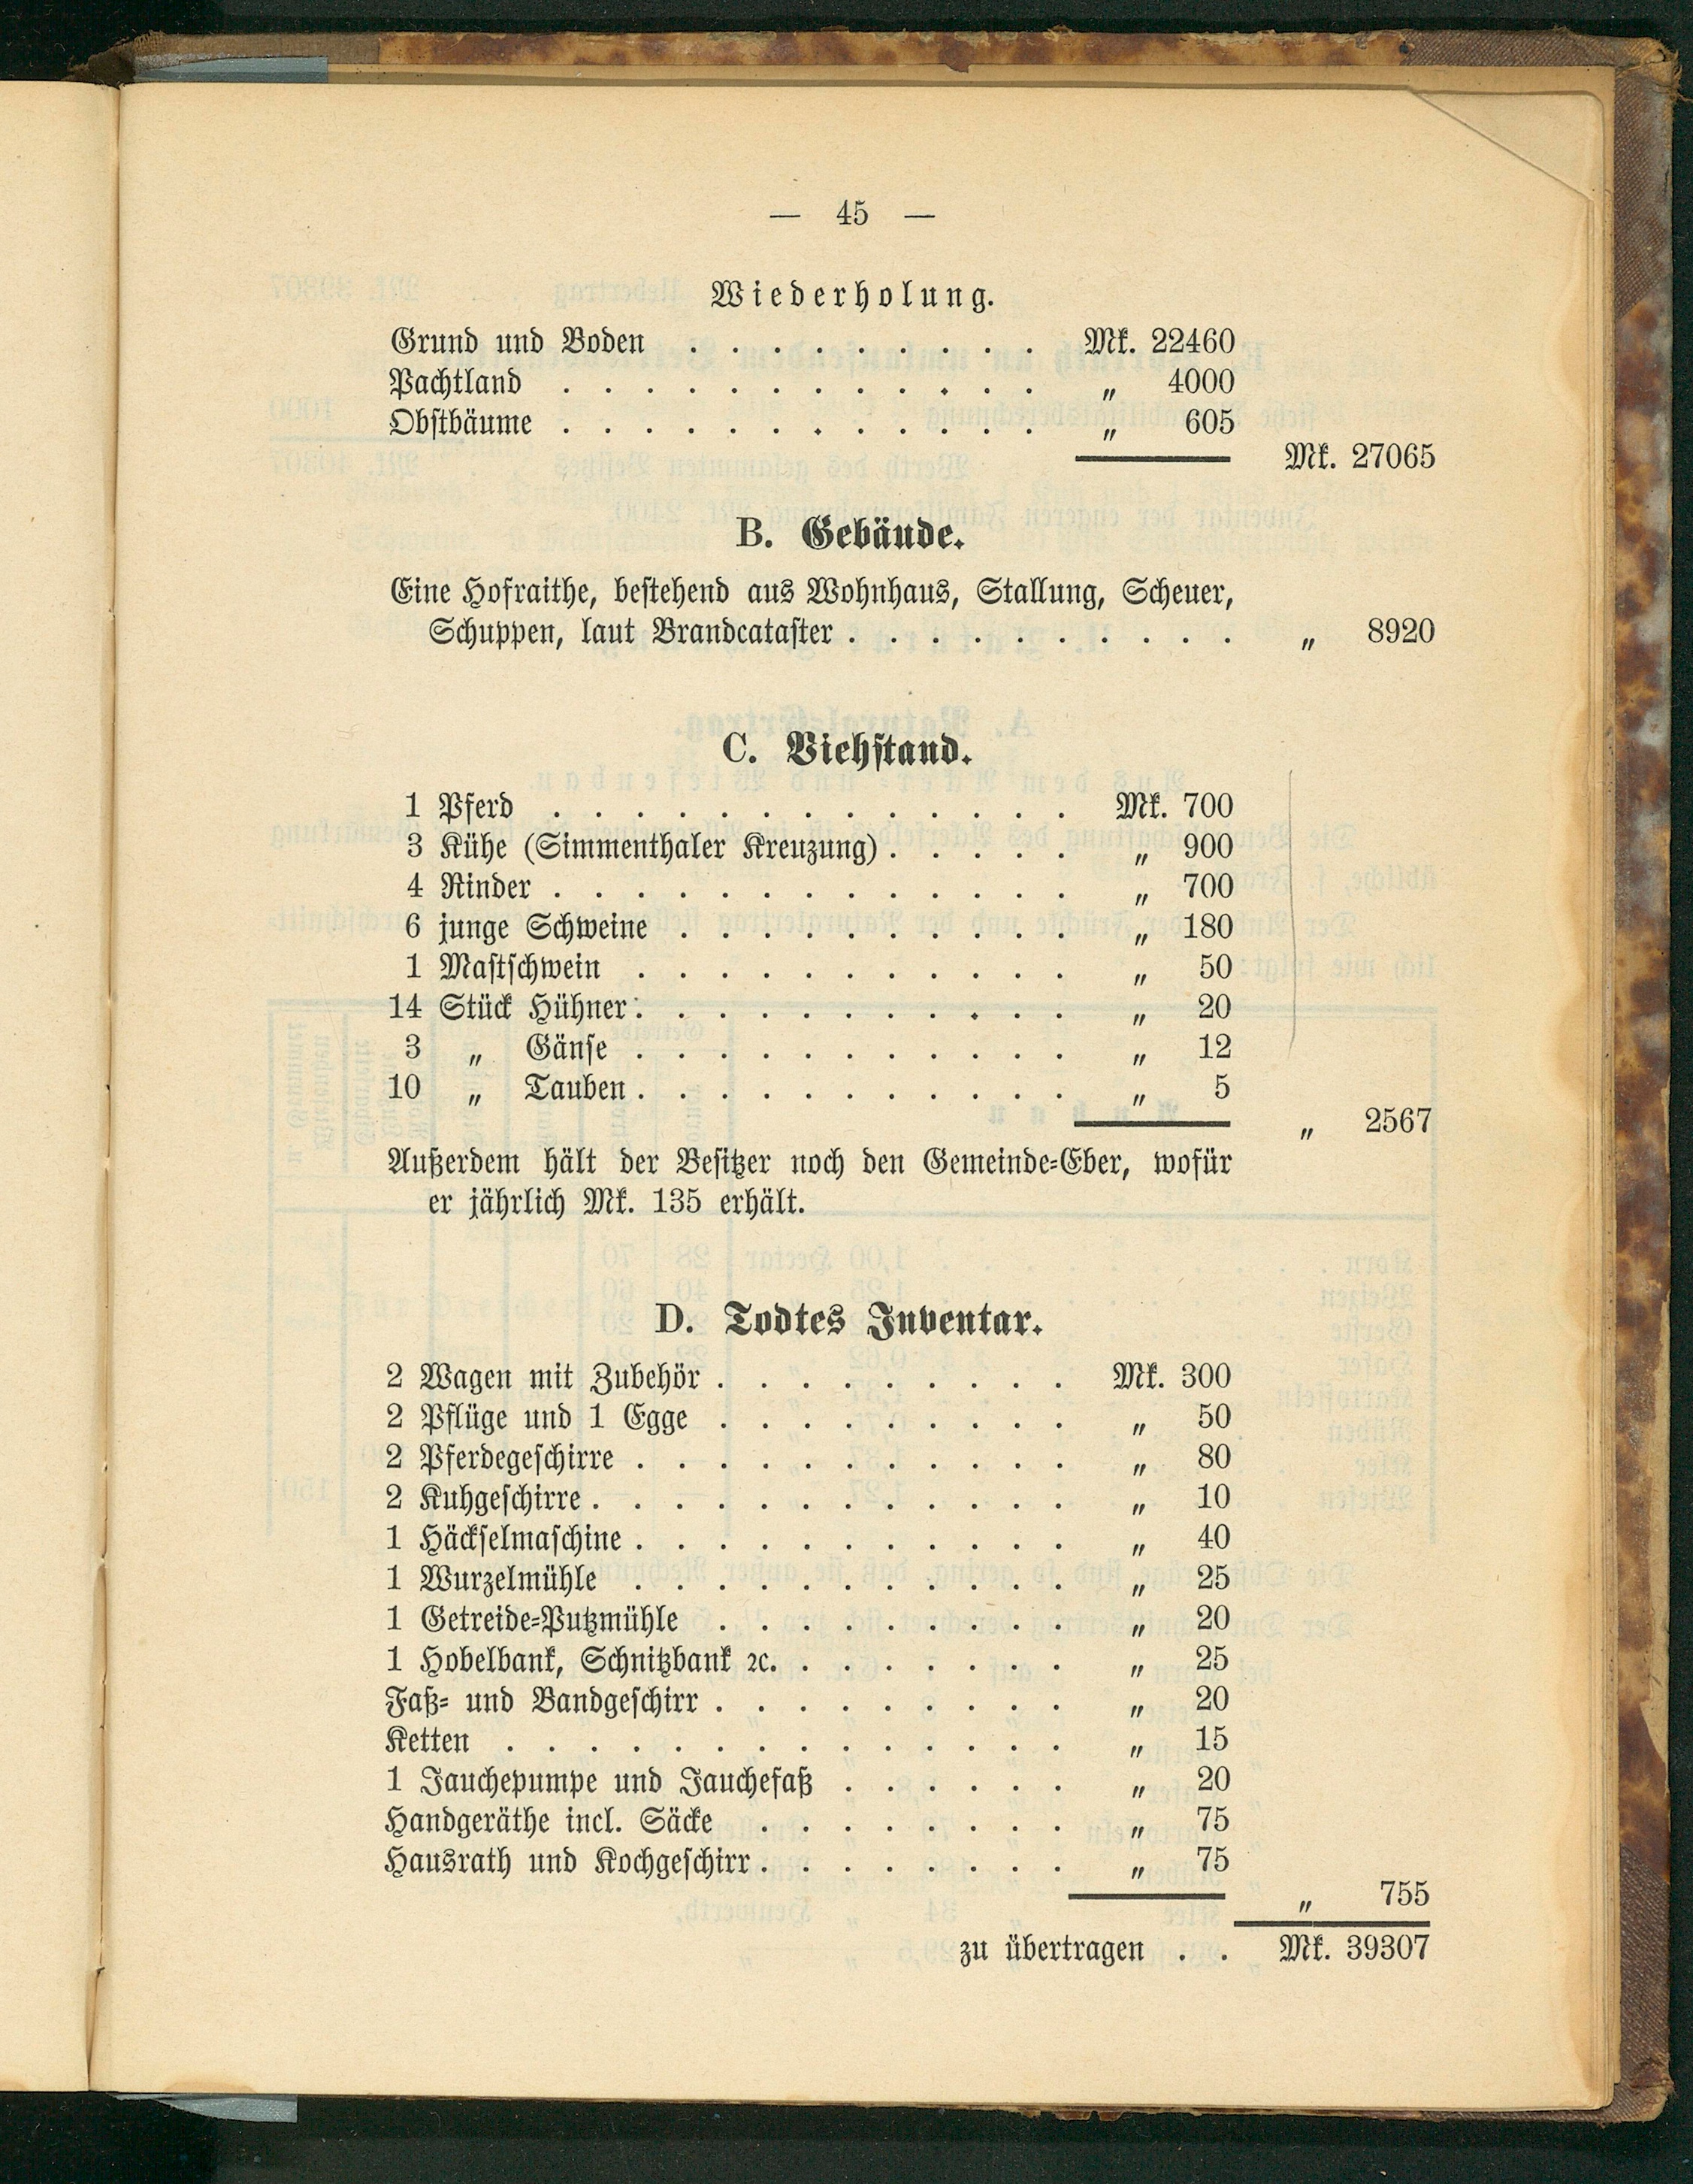 — 45 —
Wiederholung.
Grund und Boden . . . . . . . . . Mk. 22460
Pachtland . . . . . . . . . . . . „ 4000
Obstbäume . . . . . . . . . . . . „ 605
Mk. 27065
B. Gebäude.
Eine Hofraithe, bestehend aus Wohnhaus, Stallung, Scheuer,
Schuppen, laut Brandcataster . . . . . . . . . . „ 8920
C. Viehstand.
1 Pferd . . . . . . . . . . . . . Mk. 700
3 Kühe (Simmenthaler Kreuzung) . . . . . „ 900
4 Rinder . . . . . . . . . . . . . „ 700
6 junge Schweine . . . . . . . . . . „ 180
1 Mastschwein . . . . . . . . . . . „ 50
14 Stück Hühner . . . . . . . . . . . „ 20
3 „ Gänse . . . . . . . . . . . „ 12
10 „ Tauben . . . . . . . . . . . „ 5
„ 2567
Außerdem hält der Besitzer noch den Gemeinde-Eber, wofür
er jährlich Mk. 135 erhält.
D. Todtes Inventar.
2 Wagen mit Zubehör . . . . . . . . . Mk. 300
2 Pflüge und 1 Egge . . . . . . . . . „ 50
2 Pferdegeschirre . . . . . . . . . . . „ 80
2 Kuhgeschirre . . . . . . . . . . . . „ 10
1 Häckselmaschine . . . . . . . . . . . „ 40
1 Wurzelmühle . . . . . . . . . . . „ 25
1 Getreide-Putzmühle . . . . . . . . . „ 20
1 Hobelbank, Schnitzbank ꝛc. . . . . . . . „ 25
Faß- und Bandgeschirr . . . . . . . . . „ 20
Ketten . . . . . . . . . . . . . . „ 15
1 Jauchepumpe und Jauchefaß . . . . . . „ 20
Handgeräthe incl. Säcke . . . . . . . . „ 75
Hausrath und Kochgeschirr . . . . . . . . „ 75
„ 755
zu übertragen . . Mk. 39307